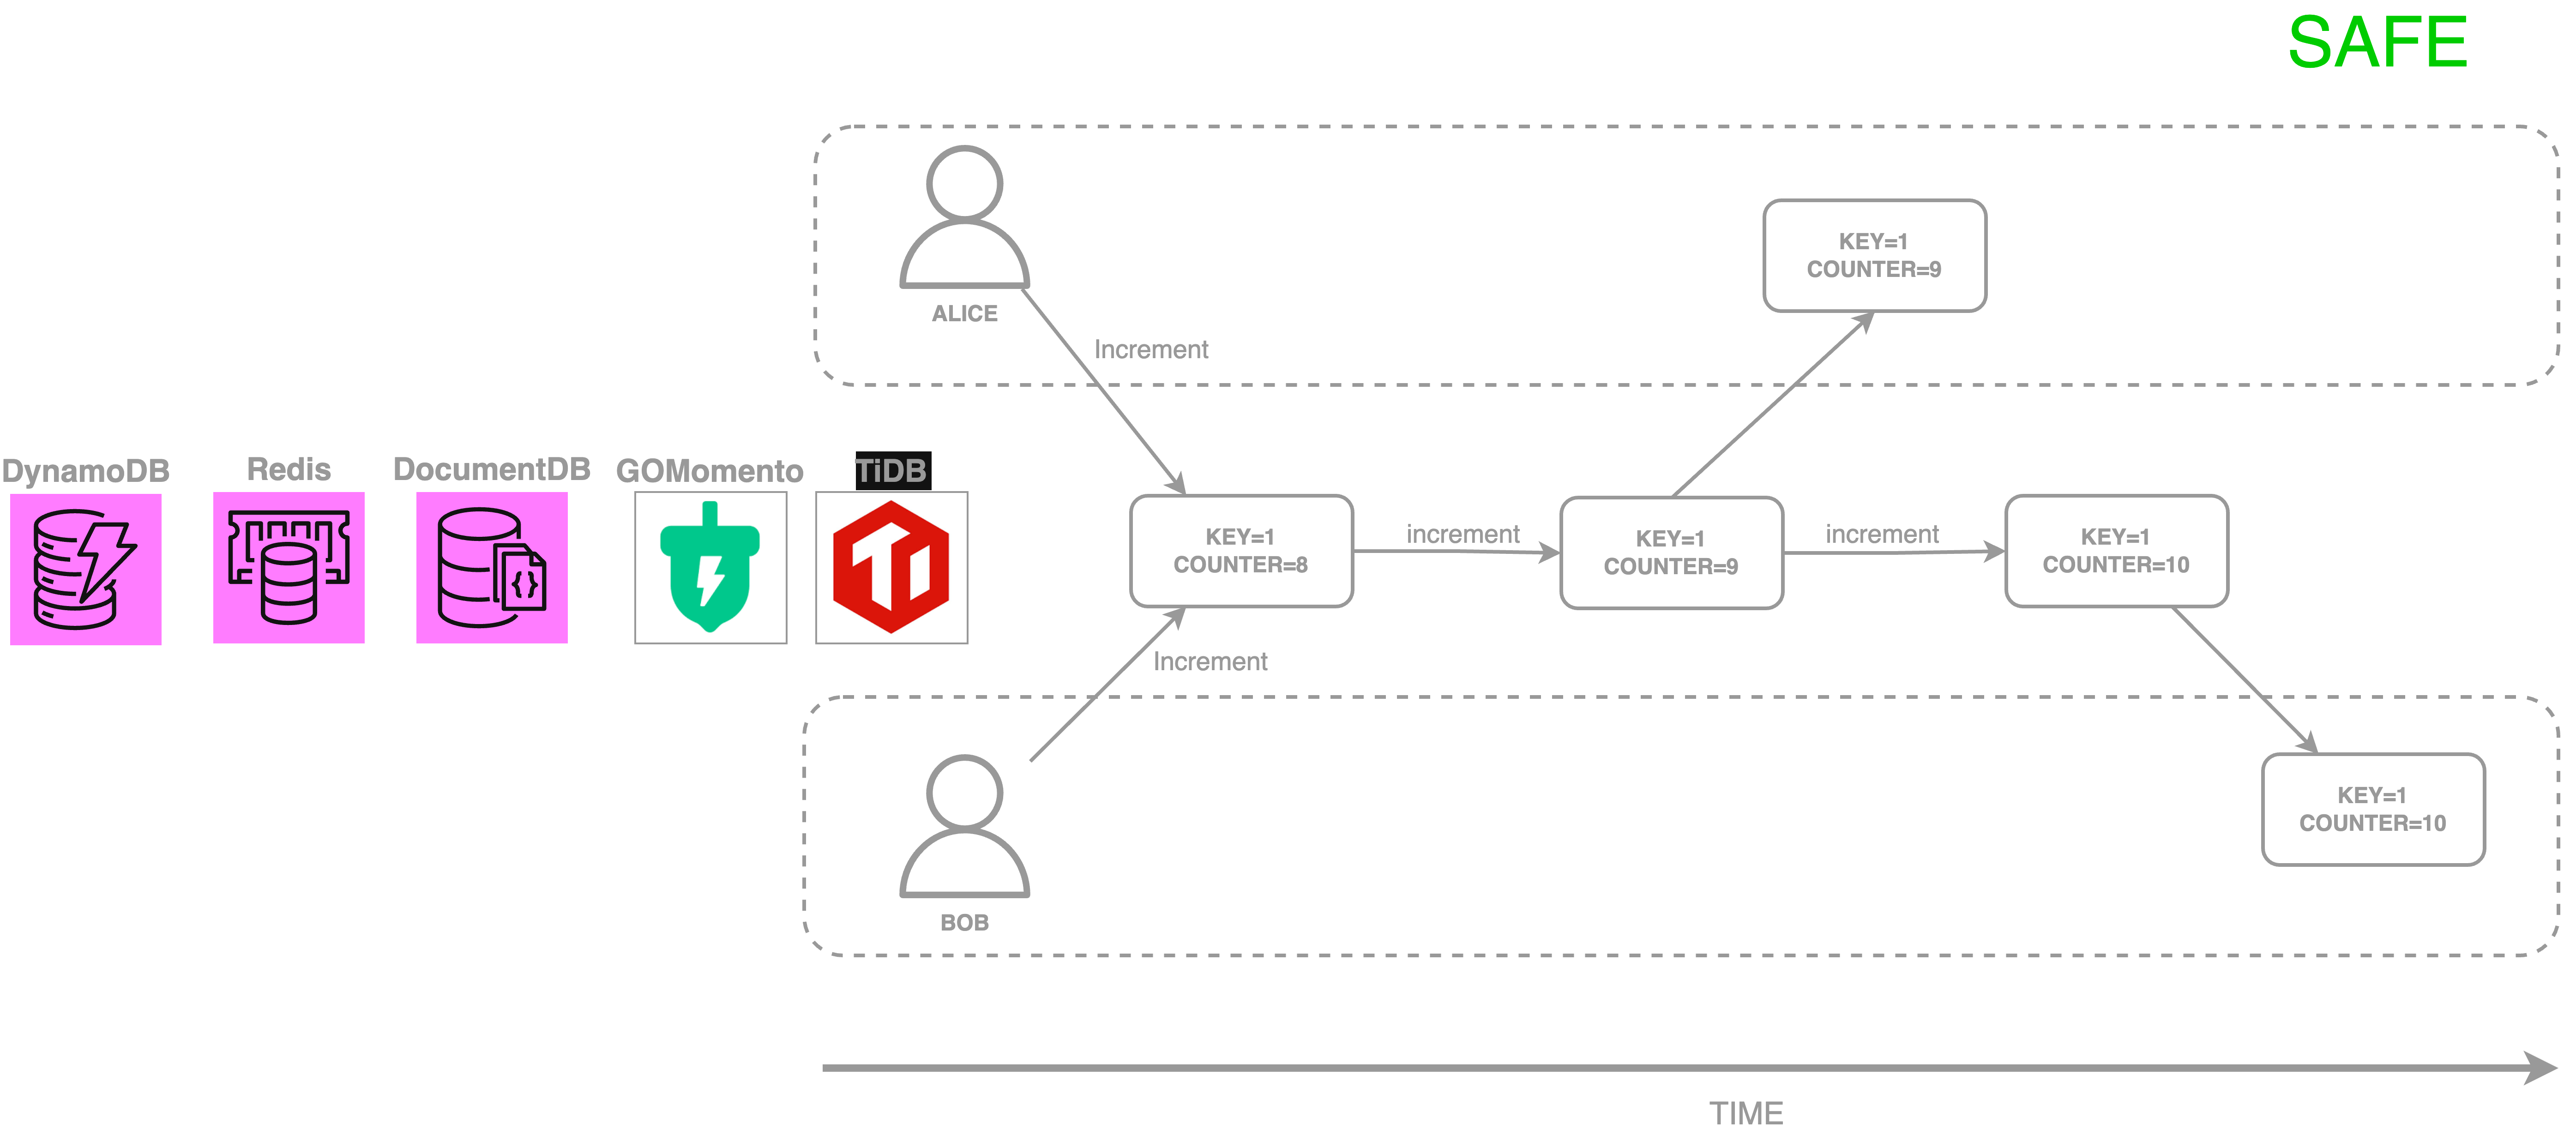 SAFE
ALICE
KEY=1
COUNTER=9
Increment
DynamoDB
Redis
DocumentDB
GOMomento
TiDB
Ti
KEY=1
COUNTER=8
increment
KEY=1
COUNTER=9
increment
KEY=1
COUNTER=10
Increment
BOB
KEY=1
COUNTER=10
TIME